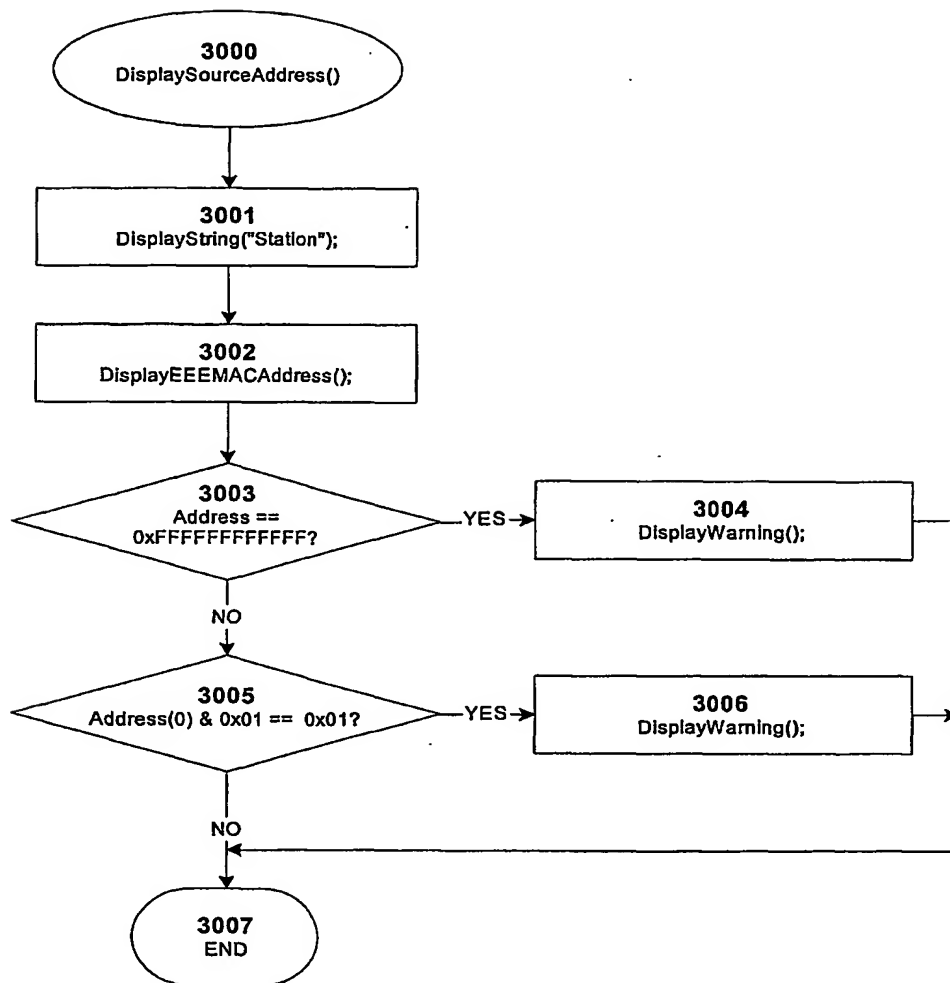 3000
DisplaySourceAddress()
3001
DisplayString("Station");
3002
DisplayEEEMACAddress();
3003
Address ==
0xFFFFFFFFFFFF?
YES
3004
DisplayWarning();
NO
3005
Address(0) & 0x01 == 0x01?
YES
3006
DisplayWarning();
NO
3007
END